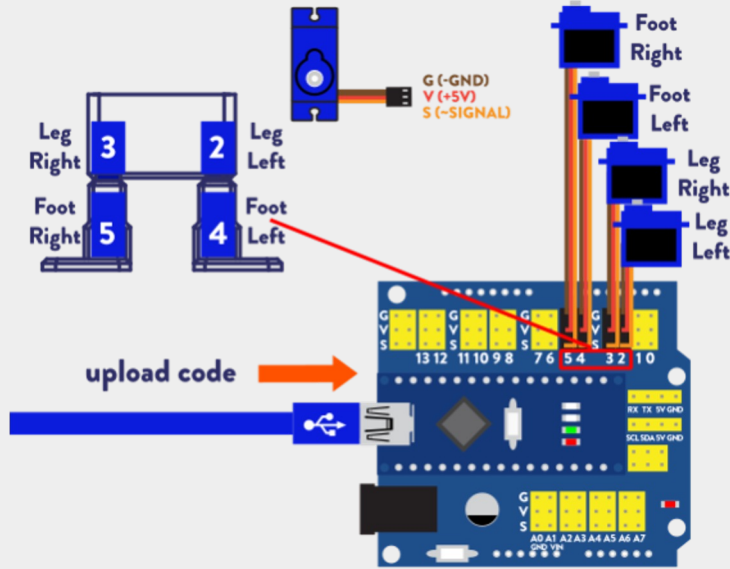 Foot
Right
Foot
Left
Leg
Right
Leg
Left
G (-GND)
V (+5V)
S (~SIGNAL)
Leg
Right
3
2
Leg
Left
Foot
Right
5
4
Foot
Left
G
V
S
G
V
S
G
V
S
G
V
S
13 12
11 10 9 8
7 6
5 4
3 2
1 0
upload code
RX TX 5V GND
SCL SDA 5V GND
G
V
S
A0 A1 A2 A3 A4 A5 A6 A7
GND VIN